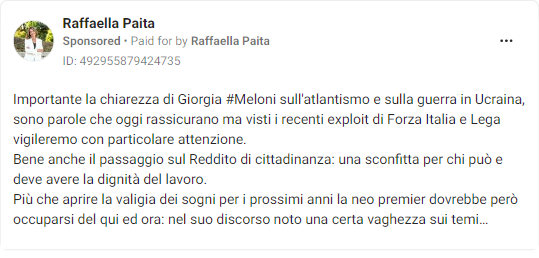 Raffaella Paita
Sponsored • Paid for by Raffaella Paita
ID: 492955879424735
Importante la chiarezza di Giorgia #Meloni sull'atlantismo e sulla guerra in Ucraina,
sono parole che oggi rassicurano ma visti i recenti exploit di Forza Italia e Lega
vigileremo con particolare attenzione.
Bene anche il passaggio sul Reddito di cittadinanza: una sconfitta per chi può e
deve avere la dignità del lavoro.
Più che aprire la valigia dei sogni per i prossimi anni la neo premier dovrebbe però
occuparsi del qui ed ora: nel suo discorso noto una certa vaghezza sui temi...